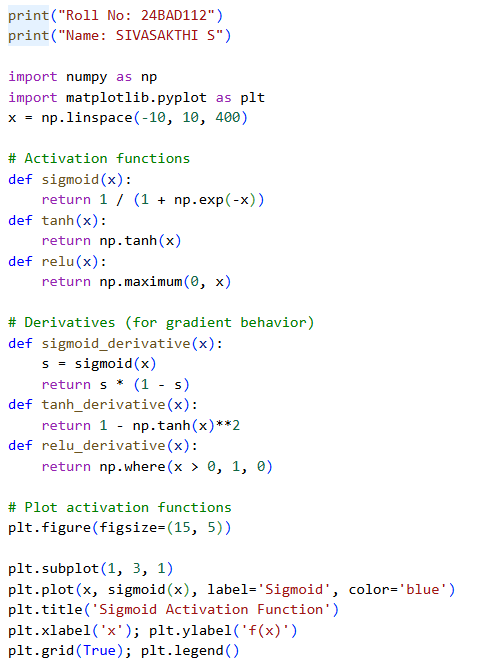 print("Roll No: 24BAD112")
print("Name: SIVASAKTHI S")

import numpy as np
import matplotlib.pyplot as plt
x = np.linspace(-10, 10, 400)

# Activation functions
def sigmoid(x):
    return 1 / (1 + np.exp(-x))
def tanh(x):
    return np.tanh(x)
def relu(x):
    return np.maximum(0, x)

# Derivatives (for gradient behavior)
def sigmoid_derivative(x):
    s = sigmoid(x)
    return s * (1 - s)
def tanh_derivative(x):
    return 1 - np.tanh(x)**2
def relu_derivative(x):
    return np.where(x > 0, 1, 0)

# Plot activation functions
plt.figure(figsize=(15, 5))

plt.subplot(1, 3, 1)
plt.plot(x, sigmoid(x), label='Sigmoid', color='blue')
plt.title('Sigmoid Activation Function')
plt.xlabel('x'); plt.ylabel('f(x)')
plt.grid(True); plt.legend()